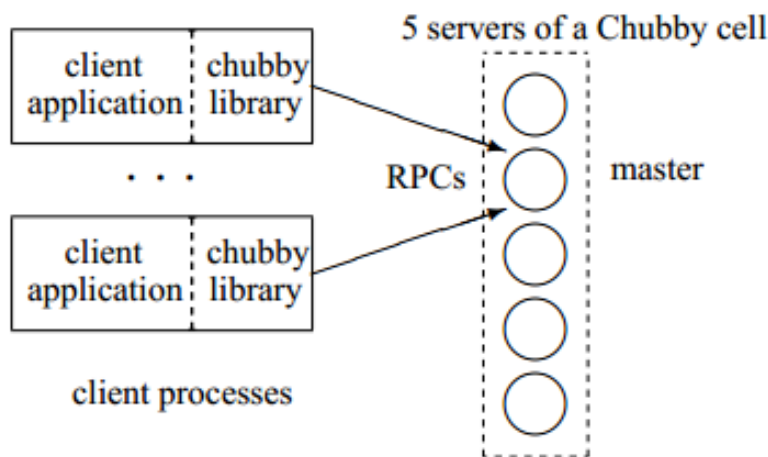 5 servers of a Chubby cell
client application
chubby library
. . .
RPCs
master
client application
chubby library
client processes